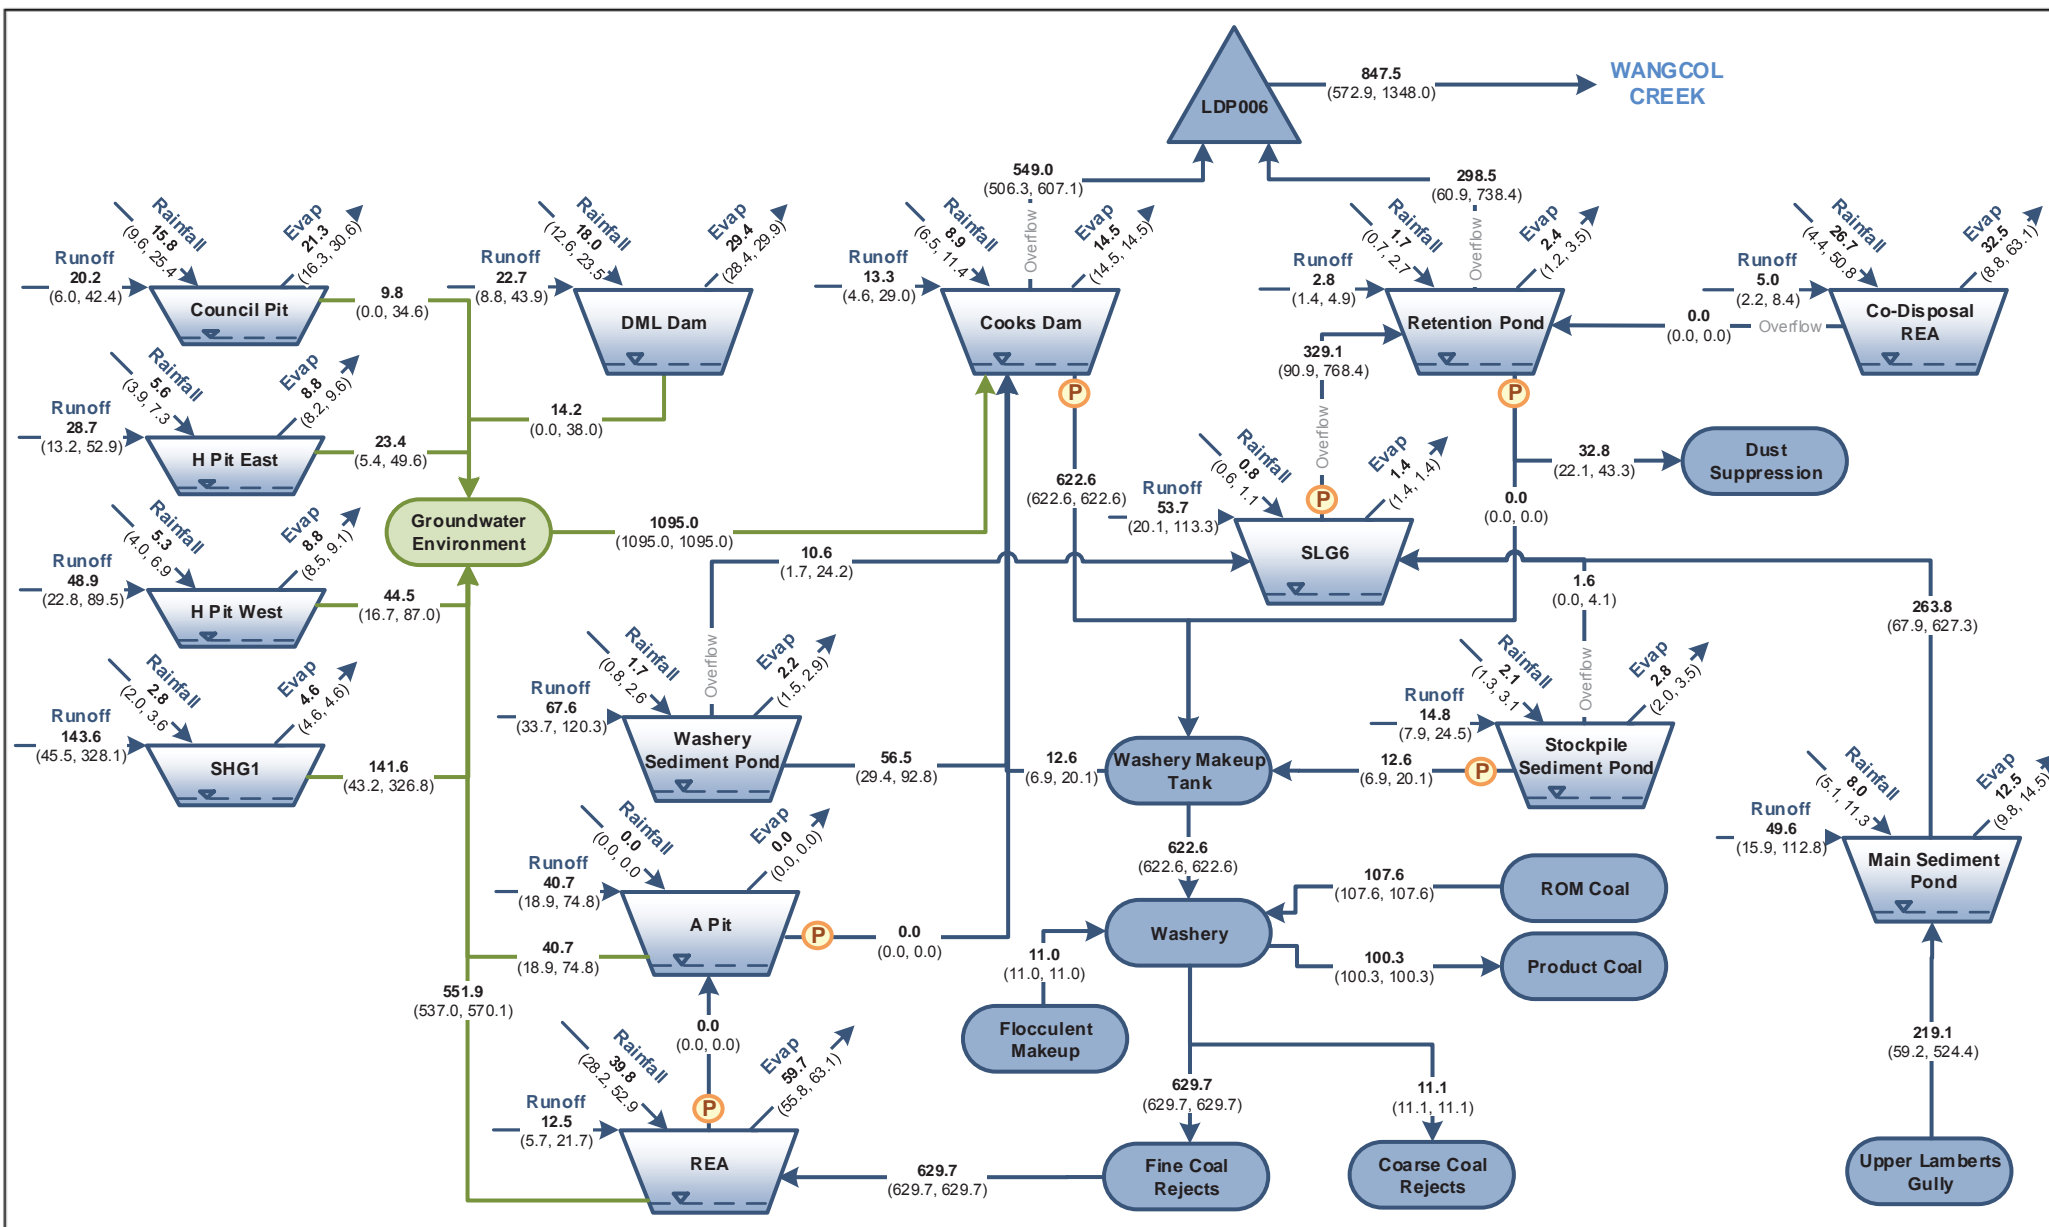 WANGCOL
CREEK
847.5
(572.9, 1348.0)
LDP006
549.0
(506.3, 607.1)
Overflow
298.5
(60.9, 738.4)
Overflow
Rainfall
15.8
(9.6, 25.4)
Evap
21.3
(16.3, 30.6)
Runoff
20.2
(6.0, 42.4)
Council Pit
9.8
(0.0, 34.6)
Rainfall
18.0
(12.6, 23.5)
Evap
29.4
(28.4, 29.9)
Runoff
22.7
(8.8, 43.9)
DML Dam
14.2
(0.0, 38.0)
Rainfall
8.9
(6.5, 11.4)
Evap
14.5
(14.5, 14.5)
Runoff
13.3
(4.6, 29.0)
Cooks Dam
P
622.6
(622.6, 622.6)
Rainfall
1.7
(0.7, 2.7)
Evap
2.4
(1.2, 3.5)
Runoff
2.8
(1.4, 4.9)
Retention Pond
P
0.0
(0.0, 0.0)
Overflow
Rainfall
26.7
(4.4, 50.8)
Evap
32.5
(8.8, 63.1)
Runoff
5.0
(2.2, 8.4)
Co-Disposal
REA
329.1
(90.9, 768.4)
Overflow
P
32.8
(22.1, 43.3)
Dust
Suppression
0.0
(0.0, 0.0)
Rainfall
5.6
(3.9, 7.3)
Evap
8.8
(8.2, 9.6)
Runoff
28.7
(13.2, 52.9)
H Pit East
23.4
(5.4, 49.6)
Groundwater
Environment
1095.0
(1095.0, 1095.0)
Rainfall
0.8
(0.6, 1.1)
Evap
1.4
(1.4, 1.4)
Runoff
53.7
(20.1, 113.3)
SLG6
10.6
(1.7, 24.2)
Overflow
1.6
(0.0, 4.1)
Overflow
263.8
(67.9, 627.3)
Rainfall
5.3
(4.0, 6.9)
Evap
8.8
(8.5, 9.1)
Runoff
48.9
(22.8, 89.5)
H Pit West
44.5
(16.7, 87.0)
Rainfall
2.8
(2.0, 3.6)
Evap
4.6
(4.6, 4.6)
Runoff
143.6
(45.5, 328.1)
SHG1
141.6
(43.2, 326.8)
Rainfall
1.7
(0.8, 2.6)
Evap
2.2
(1.5, 2.9)
Runoff
67.6
(33.7, 120.3)
Washery
Sediment Pond
56.5
(29.4, 92.8)
12.6
(6.9, 20.1)
Washery Makeup
Tank
12.6
(6.9, 20.1)
P
Rainfall
2.1
(1.3, 3.1)
Evap
2.8
(2.0, 3.5)
Runoff
14.8
(7.9, 24.5)
Stockpile
Sediment Pond
Rainfall
8.0
(5.1, 11.3)
Evap
12.5
(9.8, 14.5)
Runoff
49.6
(15.9, 112.8)
Main Sediment
Pond
219.1
(59.2, 524.4)
Upper Lamberts
Gully
622.6
(622.6, 622.6)
Washery
107.6
(107.6, 107.6)
ROM Coal
100.3
(100.3, 100.3)
Product Coal
11.0
(11.0, 11.0)
Flocculent
Makeup
Rainfall
0.0
(0.0, 0.0)
Evap
0.0
(0.0, 0.0)
Runoff
40.7
(18.9, 74.8)
A Pit
P
0.0
(0.0, 0.0)
40.7
(18.9, 74.8)
551.9
(537.0, 570.1)
0.0
(0.0, 0.0)
P
Rainfall
39.8
(28.2, 52.9)
Evap
59.7
(55.8, 63.1)
Runoff
12.5
(5.7, 21.7)
REA
629.7
(629.7, 629.7)
629.7
(629.7, 629.7)
Fine Coal
Rejects
11.1
(11.1, 11.1)
Coarse Coal
Rejects